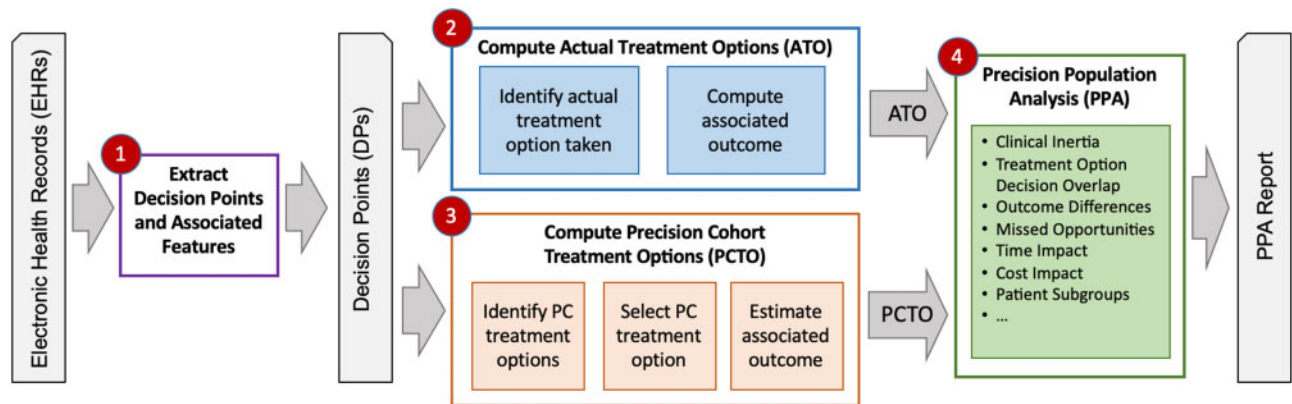 Electronic Health Records (EHRs)
1
Extract
Decision Points
and Associated
Features
Decision Points (DPs)
2
Compute Actual Treatment Options (ATO)
Identify actual
treatment
option taken
Compute
associated
outcome
3
Compute Precision Cohort
Treatment Options (PCTO)
Identify PC
treatment
options
Select PC
treatment
option
Estimate
associated
outcome
ATO
PCTO
4
Precision Population
Analysis (PPA)
• Clinical Inertia
• Treatment Option
Decision Overlap
• Outcome Differences
• Missed Opportunities
• Time Impact
• Cost Impact
• Patient Subgroups
• ...
PPA Report